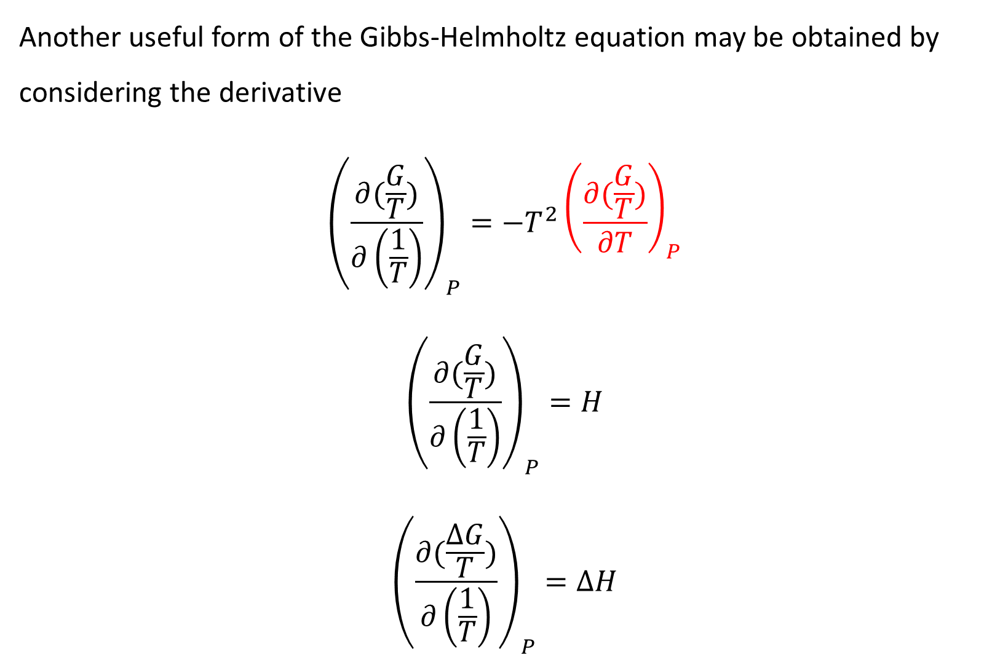 Another useful form of the Gibbs-Helmholtz equation may be obtained by
considering the derivative
$\left(\frac{\partial(\frac{G}{T})}{\partial\left(\frac{1}{T}\right)}\right)_P = -T^2\left(\frac{\partial(\frac{G}{T})}{\partial T}\right)_P$
$\left(\frac{\partial(\frac{G}{T})}{\partial\left(\frac{1}{T}\right)}\right)_P = H$
$\left(\frac{\partial(\frac{\Delta G}{T})}{\partial\left(\frac{1}{T}\right)}\right)_P = \Delta H$